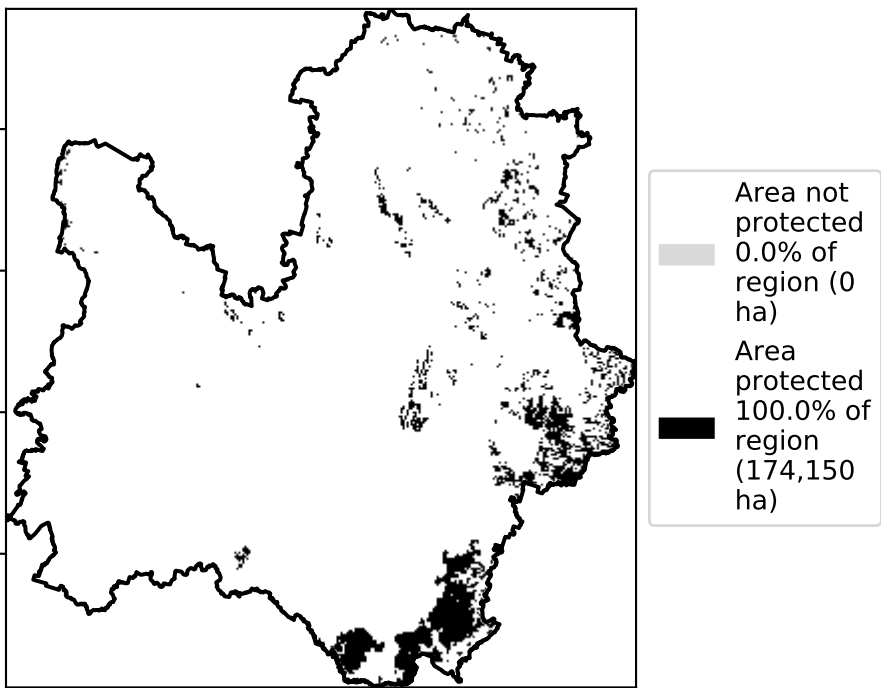 Area not
protected
0.0% of
region (0
ha)
Area
protected
100.0% of
region
(174,150
ha)